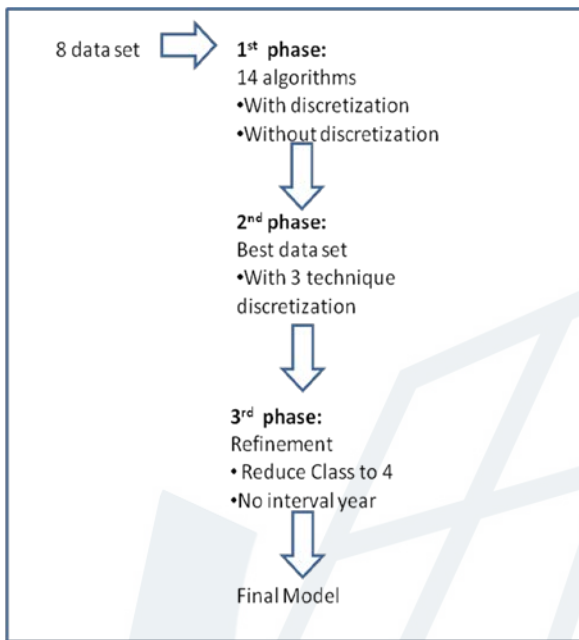 8 data set
1st phase:
14 algorithms
•With discretization
•Without discretization
2nd phase:
Best data set
•With 3 technique
discretization
3rd phase:
Refinement
• Reduce Class to 4
•No interval year
Final Model